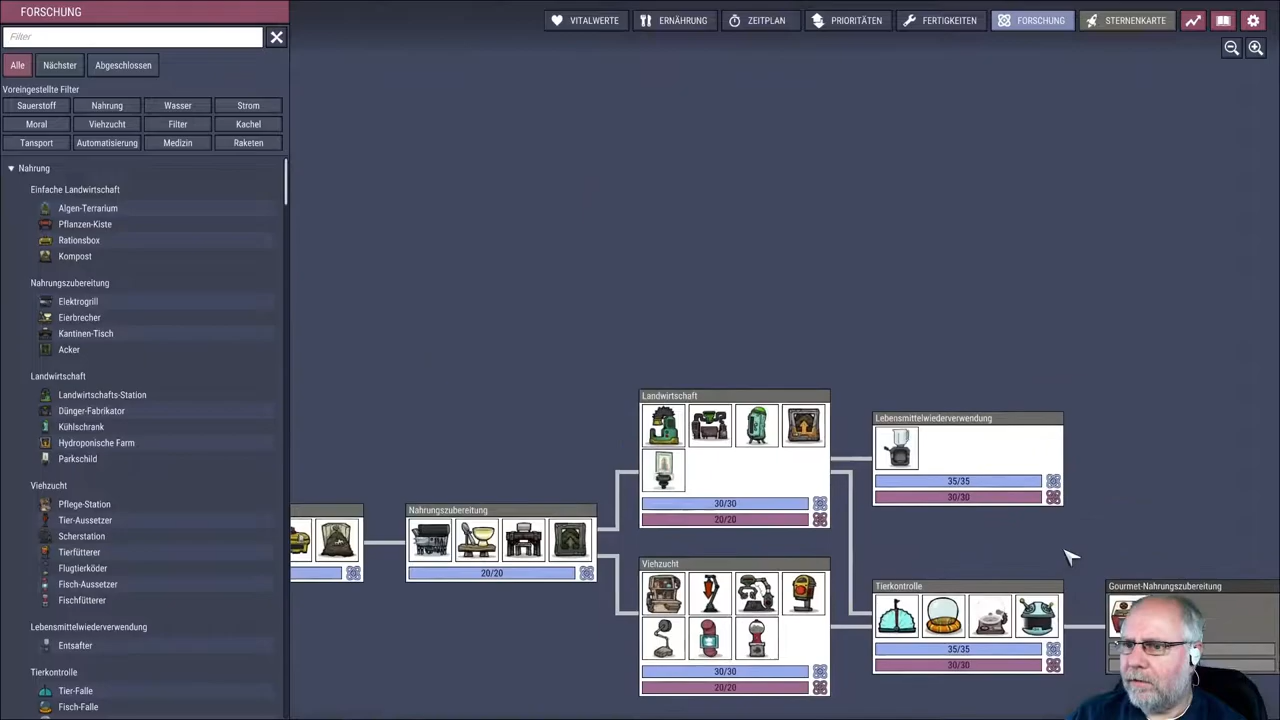 FORSCHUNG
VITALWERTE
ERNÄHRUNG
ZEITPLAN
PRIORITÄTEN
FERTIGKEITEN
FORSCHUNG
STERNENKARTE
Filter
Alle
Nächster
Abgeschlossen
Voreingestellte Filter
Sauerstoff
Nahrung
Wasser
Strom
Moral
Viehzucht
Filter
Kachel
Tansport
Automatisierung
Medizin
Raketen
Nahrung
Einfache Landwirtschaft
Algen-Terrarium
Pflanzen-Kiste
Rationsbox
Kompost
Nahrungszubereitung
Elektrogrill
Eierbrecher
Kantinen-Tisch
Acker
Landwirtschaft
Landwirtschafts-Station
Dünger-Fabrikator
Kühlschrank
Hydroponische Farm
Parkschild
Viehzucht
Pflege-Station
Tier-Aussetzer
Scherstation
Tierfütterer
Flugtierköder
Fisch-Aussetzer
Fischfütterer
Lebensmittelwiederverwendung
Entsafter
Tierkontrolle
Tier-Falle
Fisch-Falle
Nahrungszubereitung
20/20
Landwirtschaft
30/30
20/20
Viehzucht
30/30
20/20
Lebensmittelwiederverwendung
35/35
30/30
Tierkontrolle
35/35
30/30
Gourmet-Nahrungszubereitung